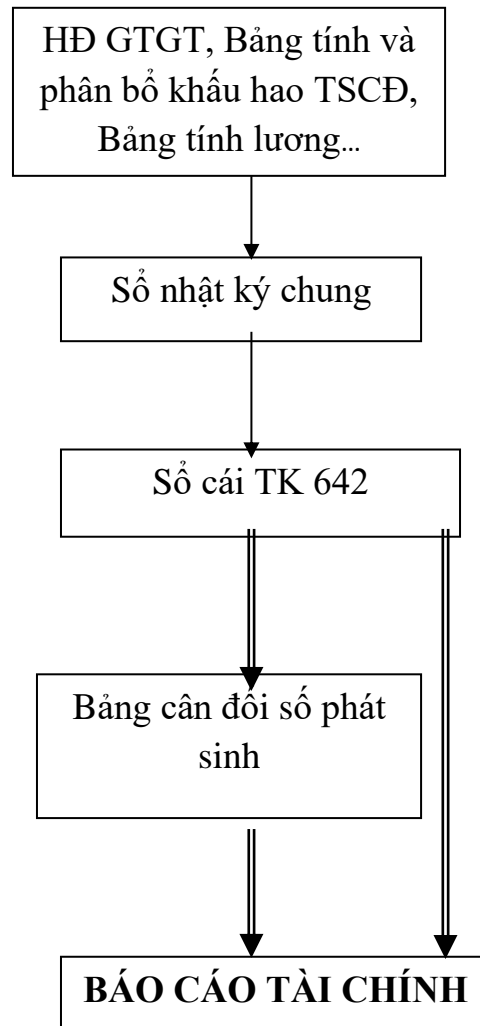 HĐ GTGT, Bảng tính và
phân bổ khấu hao TSCĐ,
Bảng tính lương...
Sổ nhật ký chung
Sổ cái TK 642
Bảng cân đối số phát
sinh
BÁO CÁO TÀI CHÍNH